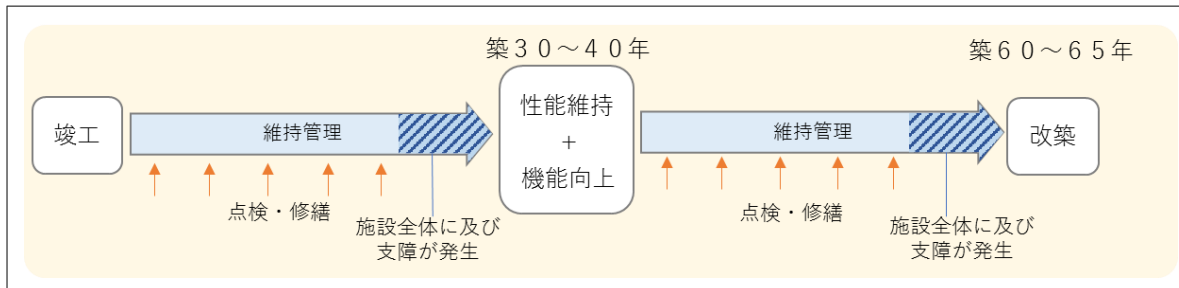 築３０～４０年
築６０～６５年
竣工
維持管理
性能維持
+
機能向上
維持管理
改築
点検・修繕
施設全体に及び
支障が発生
点検・修繕
施設全体に及び
支障が発生